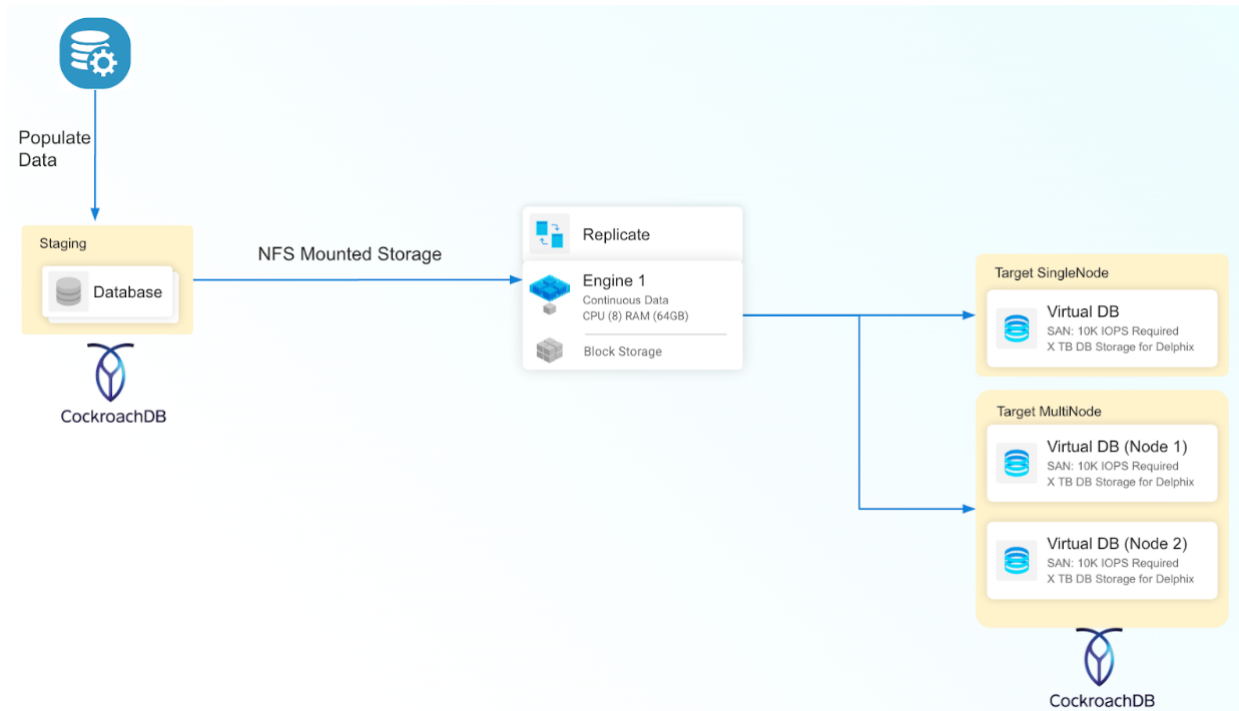 Populate
Data
Staging
Database
CockroachDB
NFS Mounted Storage
Replicate
Engine 1
Continuous Data
CPU (8) RAM (64GB)
Block Storage
Target SingleNode
Virtual DB
SAN: 10K IOPS Required
X TB DB Storage for Delphix
Target MultiNode
Virtual DB (Node 1)
SAN: 10K IOPS Required
X TB DB Storage for Delphix
Virtual DB (Node 2)
SAN: 10K IOPS Required
X TB DB Storage for Delphix
CockroachDB